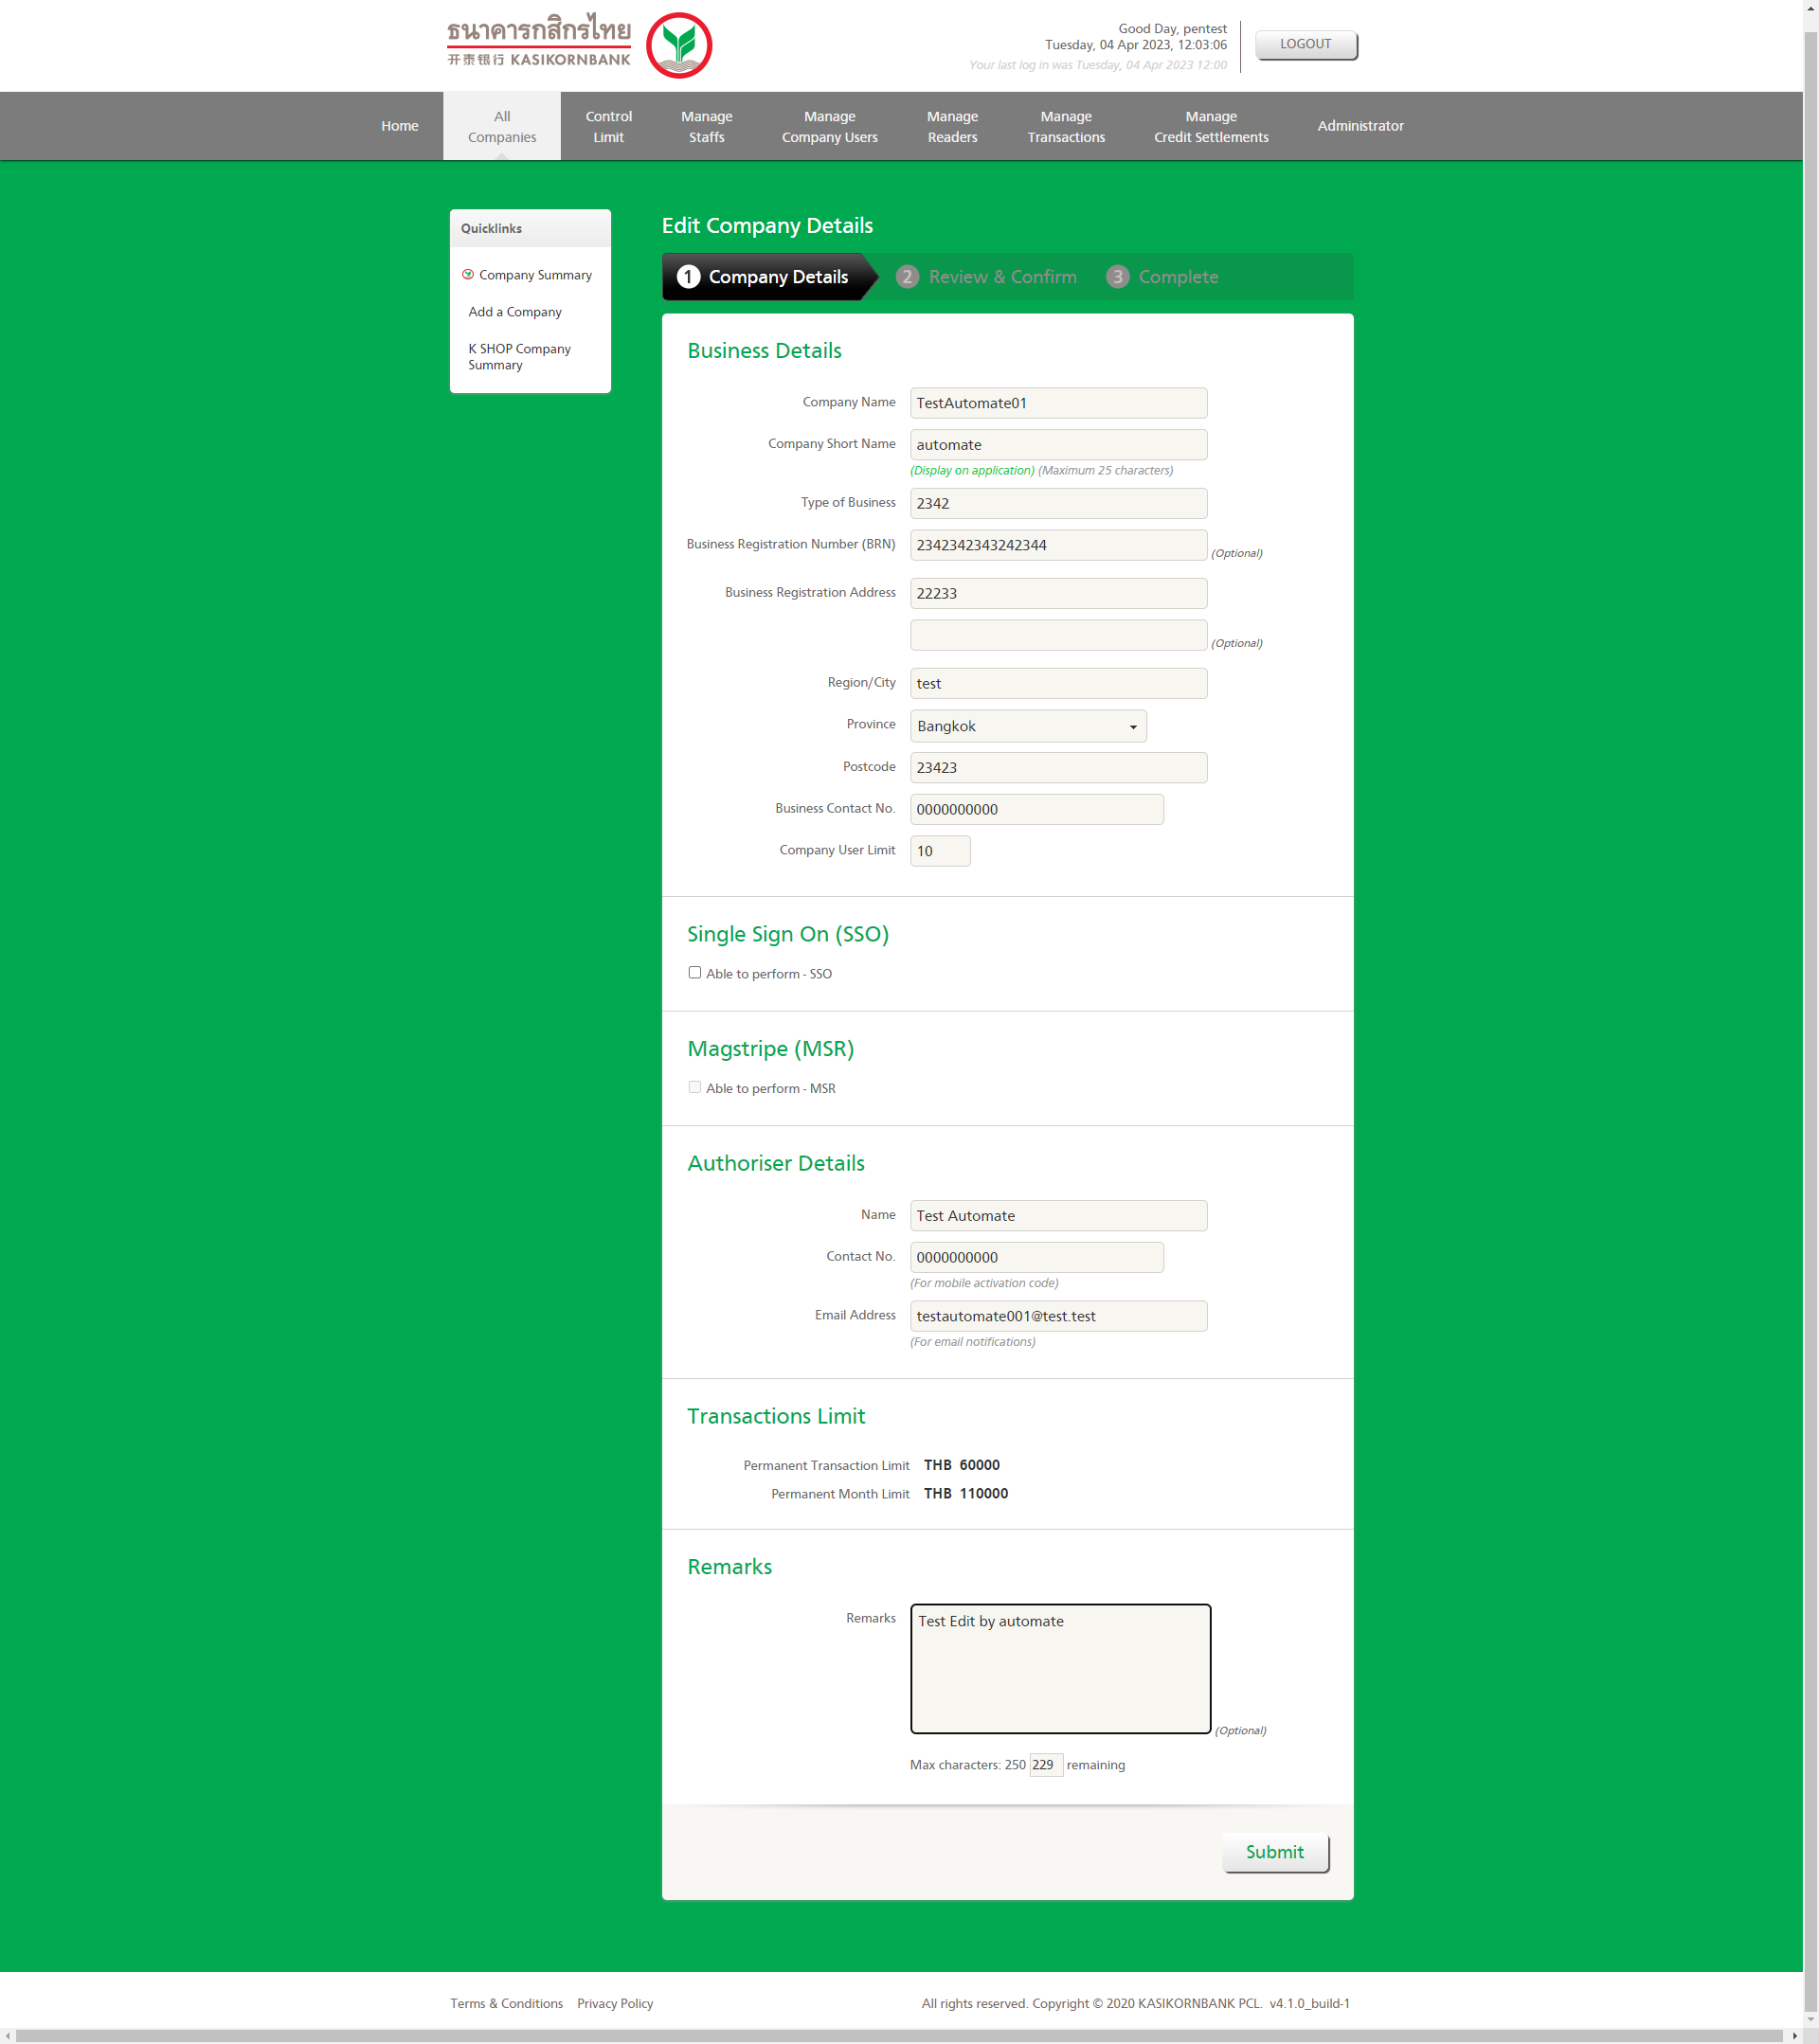 ธนาคารกสิกรไทย
开泰银行 KASIKORNBANK
Good Day, pentest
Tuesday, 04 Apr 2023, 12:03:06
Your last log in was Tuesday, 04 Apr 2023 12:00
LOGOUT
Home
All
Companies
Control
Limit
Manage
Staffs
Manage
Company Users
Manage
Readers
Manage
Transactions
Manage
Credit Settlements
Administrator
Quicklinks
Company Summary
Add a Company
K SHOP Company
Summary
Edit Company Details
1 Company Details
2 Review & Confirm
3 Complete
Business Details
Company Name TestAutomate01
Company Short Name automate
(Display on application) (Maximum 25 characters)
Type of Business 2342
Business Registration Number (BRN) 2342342343242344 (Optional)
Business Registration Address 22233
(Optional)
Region/City test
Province Bangkok
Postcode 23423
Business Contact No. 0000000000
Company User Limit 10
Single Sign On (SSO)
Able to perform - SSO
Magstripe (MSR)
Able to perform - MSR
Authoriser Details
Name Test Automate
Contact No. 0000000000
(For mobile activation code)
Email Address testautomate001@test.test
(For email notifications)
Transactions Limit
Permanent Transaction Limit THB 60000
Permanent Month Limit THB 110000
Remarks
Remarks Test Edit by automate
(Optional)
Max characters: 250 229 remaining
Submit
Terms & Conditions Privacy Policy
All rights reserved. Copyright © 2020 KASIKORNBANK PCL. v4.1.0_build-1